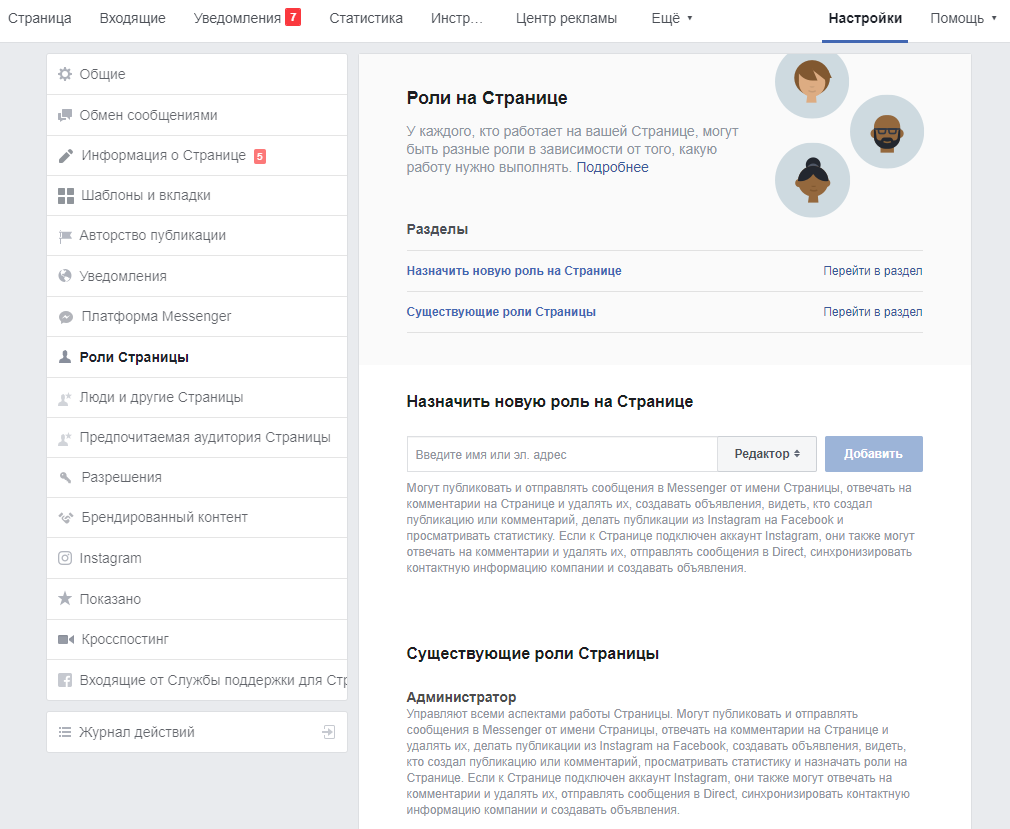 Страница Входящие Уведомления 7 Статистика Инстр… Центр рекламы Ещё Настройки Помощь
Общие
Обмен сообщениями
Информация о Странице 5
Шаблоны и вкладки
Авторство публикации
Уведомления
Платформа Messenger
Роли Страницы
Люди и другие Страницы
Предпочитаемая аудитория Страницы
Разрешения
Брендированный контент
Instagram
Показано
Кросспостинг
Входящие от Службы поддержки для Стр
Журнал действий
Роли на Странице
У каждого, кто работает на вашей Странице, могут
быть разные роли в зависимости от того, какую
работу нужно выполнять. Подробнее
Разделы
Назначить новую роль на Странице Перейти в раздел
Существующие роли Страницы Перейти в раздел
Назначить новую роль на Странице
Введите имя или эл. адрес Редактор Добавить
Могут публиковать и отправлять сообщения в Messenger от имени Страницы, отвечать на
комментарии на Странице и удалять их, создавать объявления, видеть, кто создал
публикацию или комментарий, делать публикации из Instagram на Facebook и
просматривать статистику. Если к Странице подключен аккаунт Instagram, они также могут
отвечать на комментарии и удалять их, отправлять сообщения в Direct, синхронизировать
контактную информацию компании и создавать объявления.
Существующие роли Страницы
Администратор
Управляют всеми аспектами работы Страницы. Могут публиковать и отправлять
сообщения в Messenger от имени Страницы, отвечать на комментарии на Странице и
удалять их, делать публикации из Instagram на Facebook, создавать объявления, видеть,
кто создал публикацию или комментарий, просматривать статистику и назначать роли на
Странице. Если к Странице подключен аккаунт Instagram, они также могут отвечать на
комментарии и удалять их, отправлять сообщения в Direct, синхронизировать контактную
информацию компании и создавать объявления.